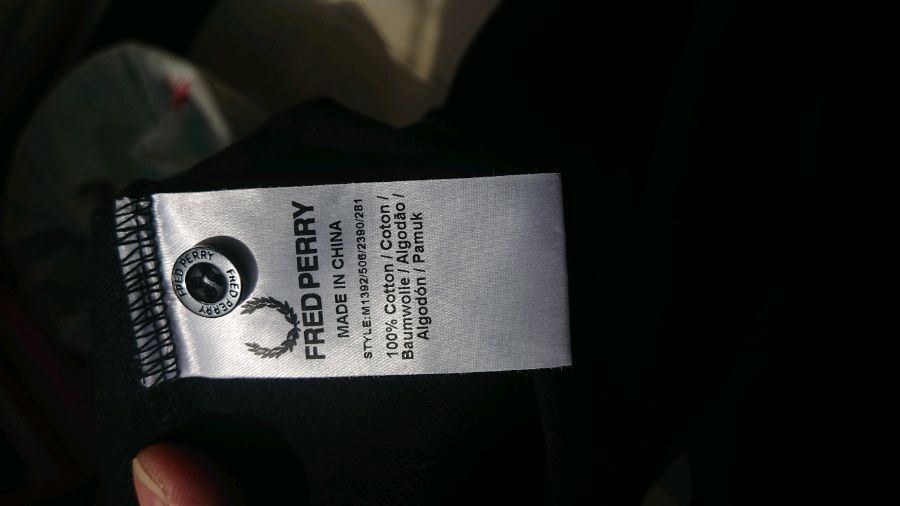 FRED PERRY
FRED PERRY
FRED PERRY
MADE IN CHINA
STYLE:M1392/506/2390/281
100% Cotton / Coton /
Baumwolle / Algodão /
Algodón / Pamuk